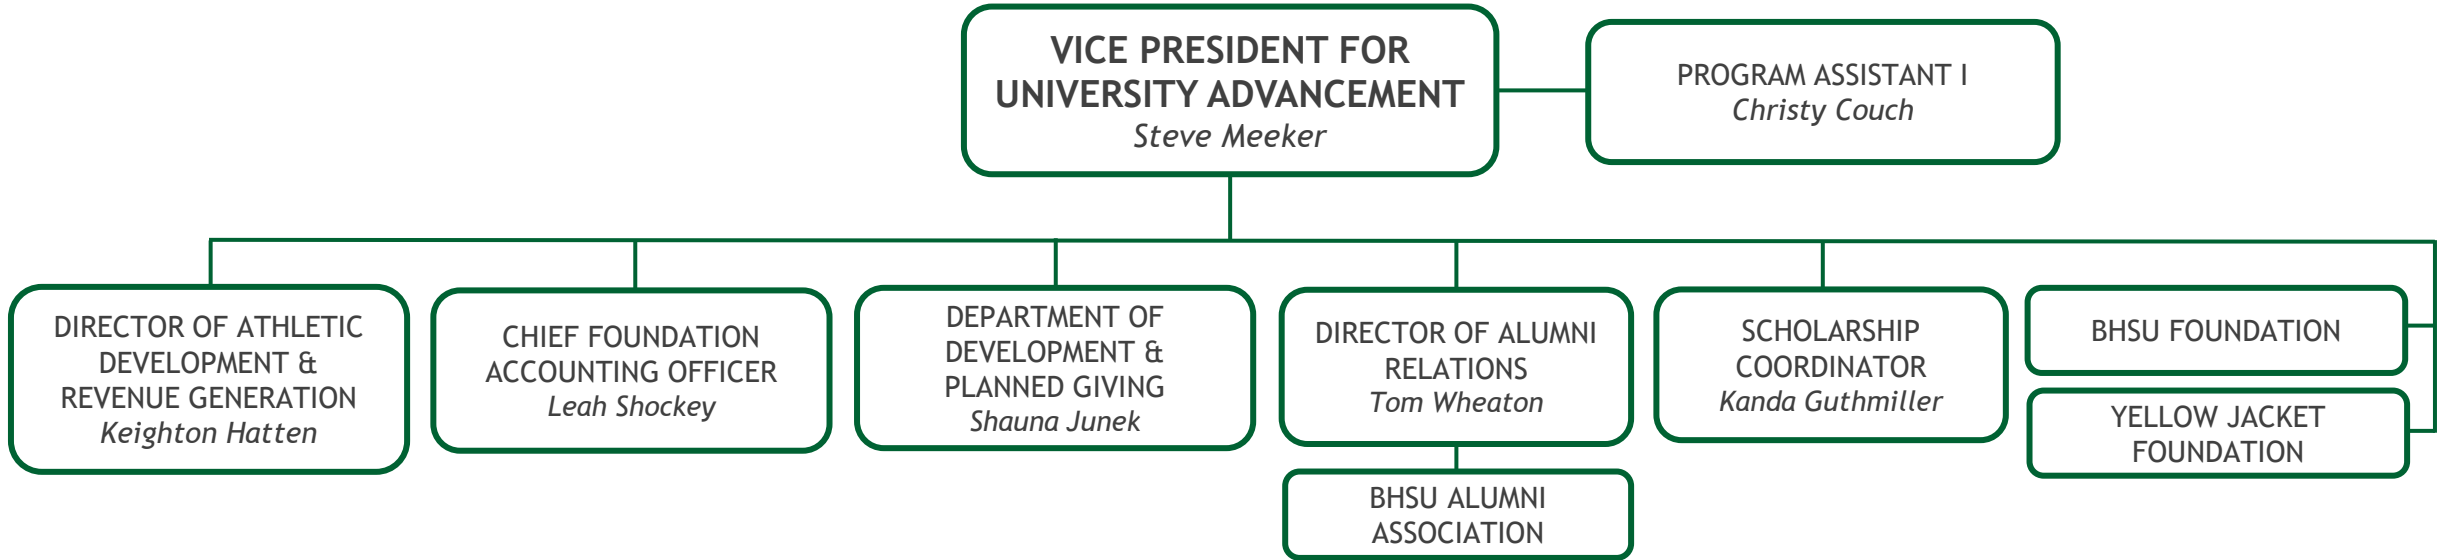 VICE PRESIDENT FOR
UNIVERSITY ADVANCEMENT
Steve Meeker
PROGRAM ASSISTANT I
Christy Couch
DIRECTOR OF ATHLETIC
DEVELOPMENT &
REVENUE GENERATION
Keighton Hatten
CHIEF FOUNDATION
ACCOUNTING OFFICER
Leah Shockey
DEPARTMENT OF
DEVELOPMENT &
PLANNED GIVING
Shauna Junek
DIRECTOR OF ALUMNI
RELATIONS
Tom Wheaton
BHSU ALUMNI
ASSOCIATION
SCHOLARSHIP
COORDINATOR
Kanda Guthmiller
BHSU FOUNDATION
YELLOW JACKET
FOUNDATION